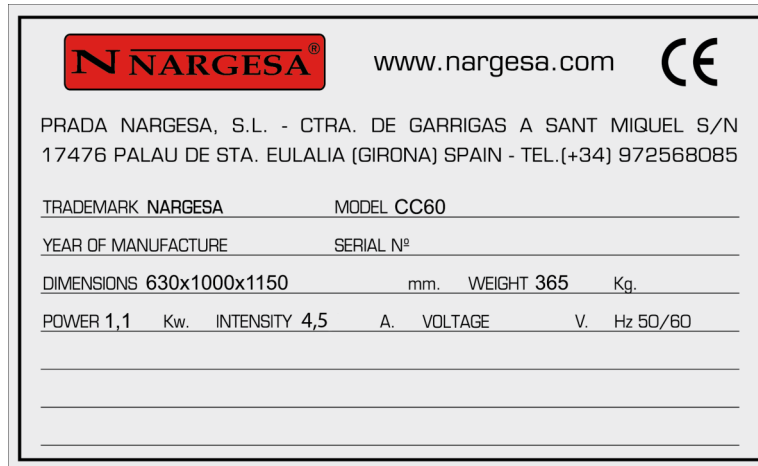 N NARGESA® www.nargesa.com CE
PRADA NARGESA, S.L. - CTRA. DE GARRIGAS A SANT MIQUEL S/N
17476 PALAU DE STA. EULALIA (GIRONA) SPAIN - TEL.(+34) 972568085
TRADEMARK NARGESA MODEL CC60
YEAR OF MANUFACTURE SERIAL Nº
DIMENSIONS 630x1000x1150 mm. WEIGHT 365 Kg.
POWER 1,1 Kw. INTENSITY 4,5 A. VOLTAGE V. Hz 50/60